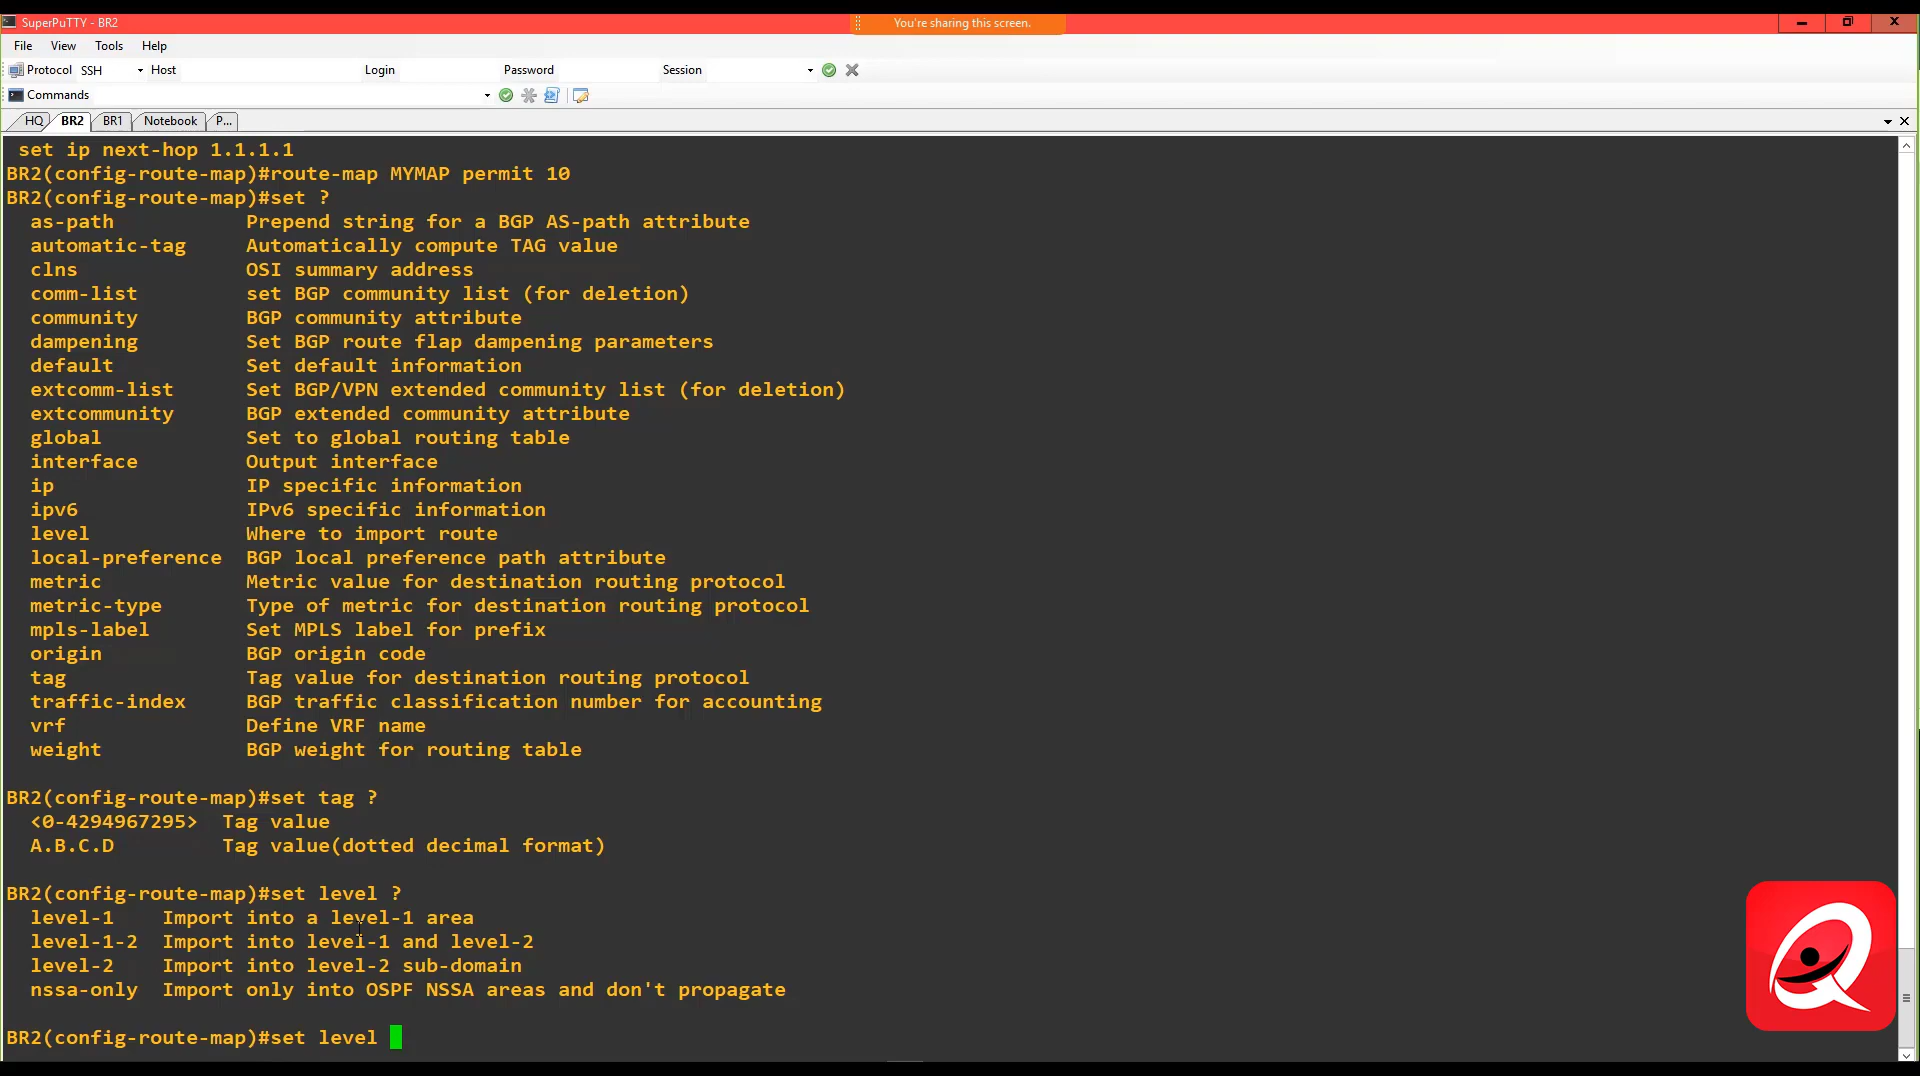 SuperPuTTY - BR2
You're sharing this screen.
File View Tools Help
Protocol SSH Host Login Password Session
Commands
HQ BR2 BR1 Notebook P...
set ip next-hop 1.1.1.1
BR2(config-route-map)#route-map MYMAP permit 10
BR2(config-route-map)#set ?
as-path Prepend string for a BGP AS-path attribute
automatic-tag Automatically compute TAG value
clns OSI summary address
comm-list set BGP community list (for deletion)
community BGP community attribute
dampening Set BGP route flap dampening parameters
default Set default information
extcomm-list Set BGP/VPN extended community list (for deletion)
extcommunity BGP extended community attribute
global Set to global routing table
interface Output interface
ip IP specific information
ipv6 IPv6 specific information
level Where to import route
local-preference BGP local preference path attribute
metric Metric value for destination routing protocol
metric-type Type of metric for destination routing protocol
mpls-label Set MPLS label for prefix
origin BGP origin code
tag Tag value for destination routing protocol
traffic-index BGP traffic classification number for accounting
vrf Define VRF name
weight BGP weight for routing table
BR2(config-route-map)#set tag ?
<0-4294967295> Tag value
A.B.C.D Tag value(dotted decimal format)
BR2(config-route-map)#set level ?
level-1 Import into a level-1 area
level-1-2 Import into level-1 and level-2
level-2 Import into level-2 sub-domain
nssa-only Import only into OSPF NSSA areas and don't propagate
BR2(config-route-map)#set level